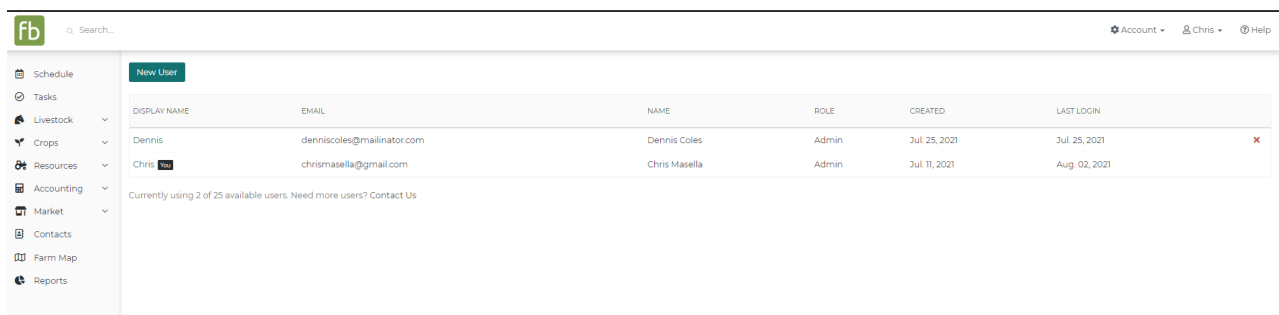 fb Search... Account Chris Help
Schedule
Tasks
Livestock
Crops
Resources
Accounting
Market
Contacts
Farm Map
Reports
New User
DISPLAY NAME EMAIL NAME ROLE CREATED LAST LOGIN
Dennis denniscoles@mailinator.com Dennis Coles Admin Jul. 25, 2021 Jul. 25, 2021
Chris You chrismasella@gmail.com Chris Masella Admin Jul. 11, 2021 Aug. 02, 2021
Currently using 2 of 25 available users. Need more users? Contact Us